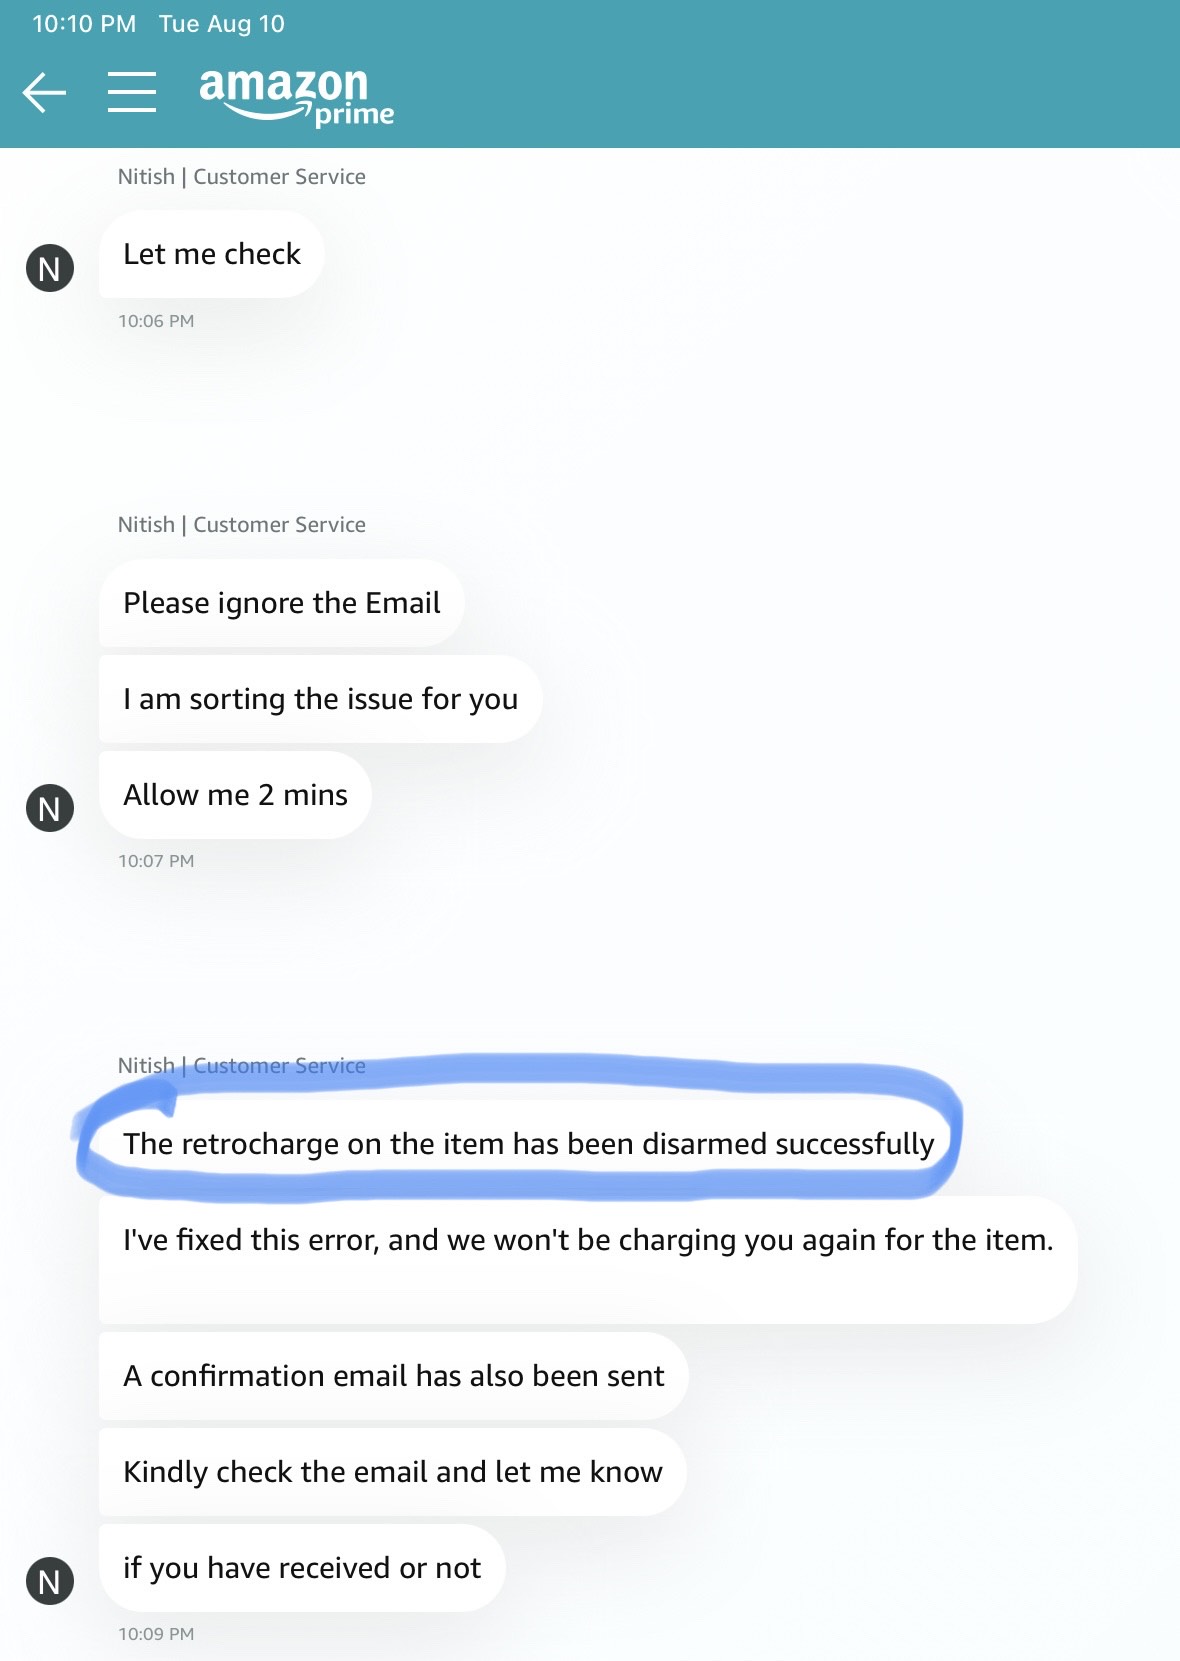 10:10 PM Tue Aug 10
amazon
prime
Nitish | Customer Service
Let me check
N
10:06 PM
Nitish | Customer Service
Please ignore the Email
I am sorting the issue for you
Allow me 2 mins
N
10:07 PM
Nitish | Customer Service
The retrocharge on the item has been disarmed successfully
I've fixed this error, and we won't be charging you again for the item.
A confirmation email has also been sent
Kindly check the email and let me know
if you have received or not
N
10:09 PM